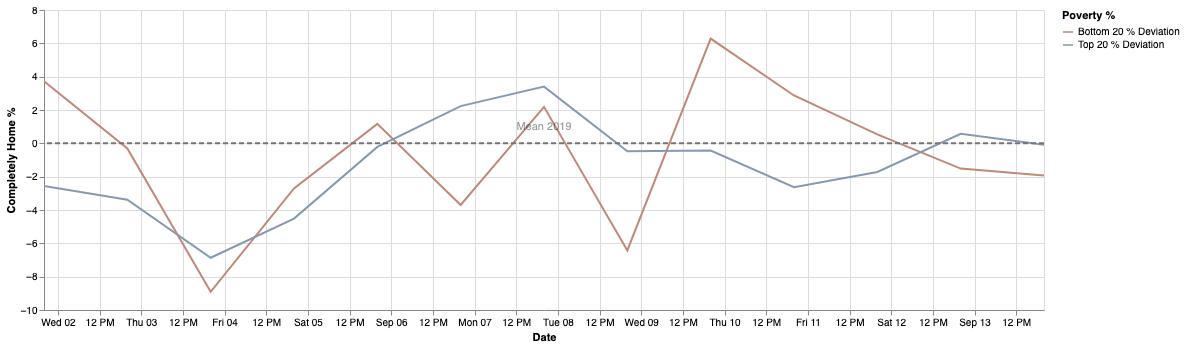 Poverty %
Bottom 20 % Deviation
Top 20 % Deviation
Completely Home %
8
6
4
2
0
−2
−4
−6
−8
−10
Mean 2019
Wed 02 12 PM Thu 03 12 PM Fri 04 12 PM Sat 05 12 PM Sep 06 12 PM Mon 07 12 PM Tue 08 12 PM Wed 09 12 PM Thu 10 12 PM Fri 11 12 PM Sat 12 12 PM Sep 13 12 PM
Date